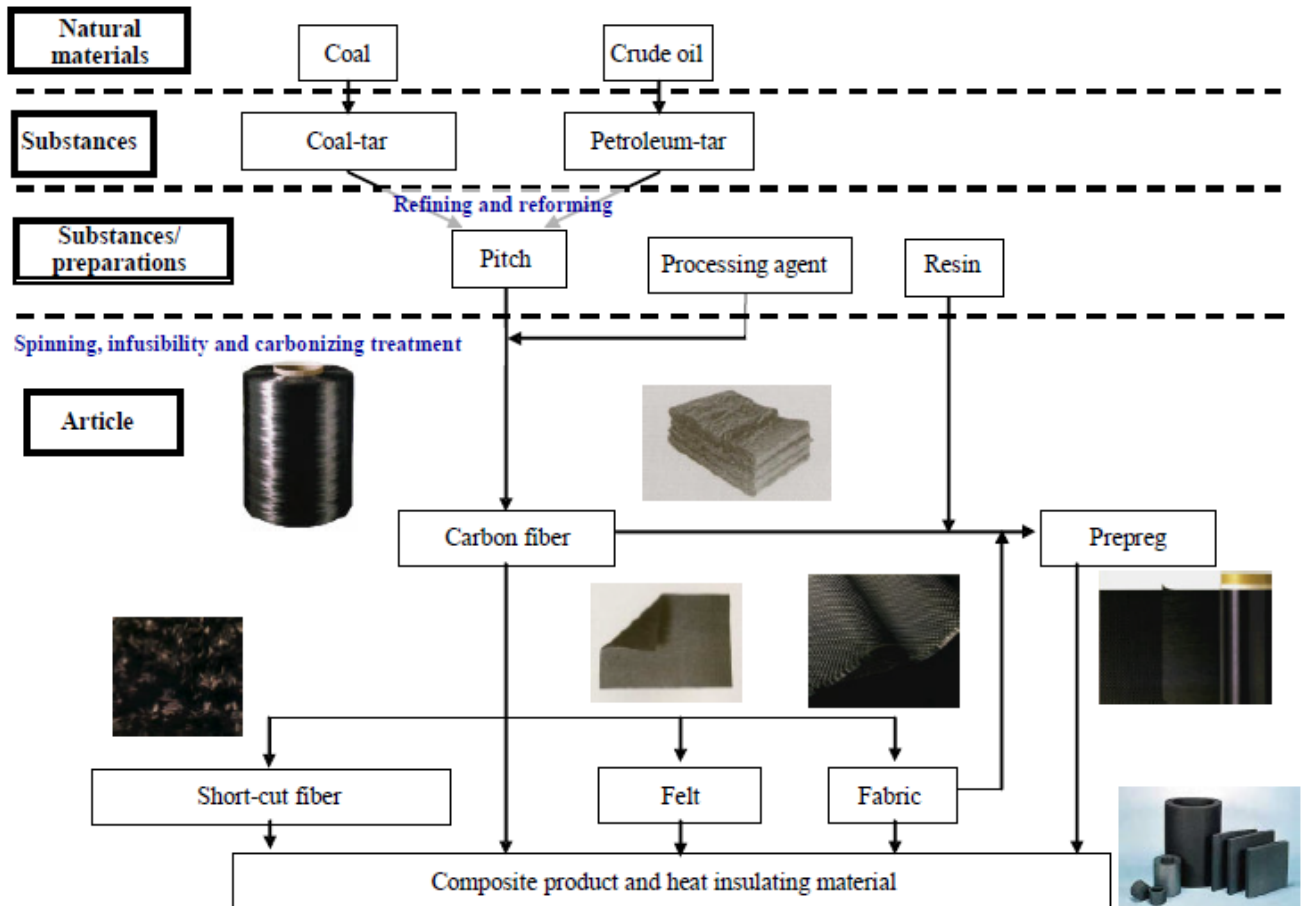 Natural
materials
Coal
Crude oil
Substances
Coal-tar
Petroleum-tar
Refining and reforming
Substances/
preparations
Pitch
Processing agent
Resin
Spinning, infusibility and carbonizing treatment
Article
Carbon fiber
Prepreg
Short-cut fiber
Felt
Fabric
Composite product and heat insulating material